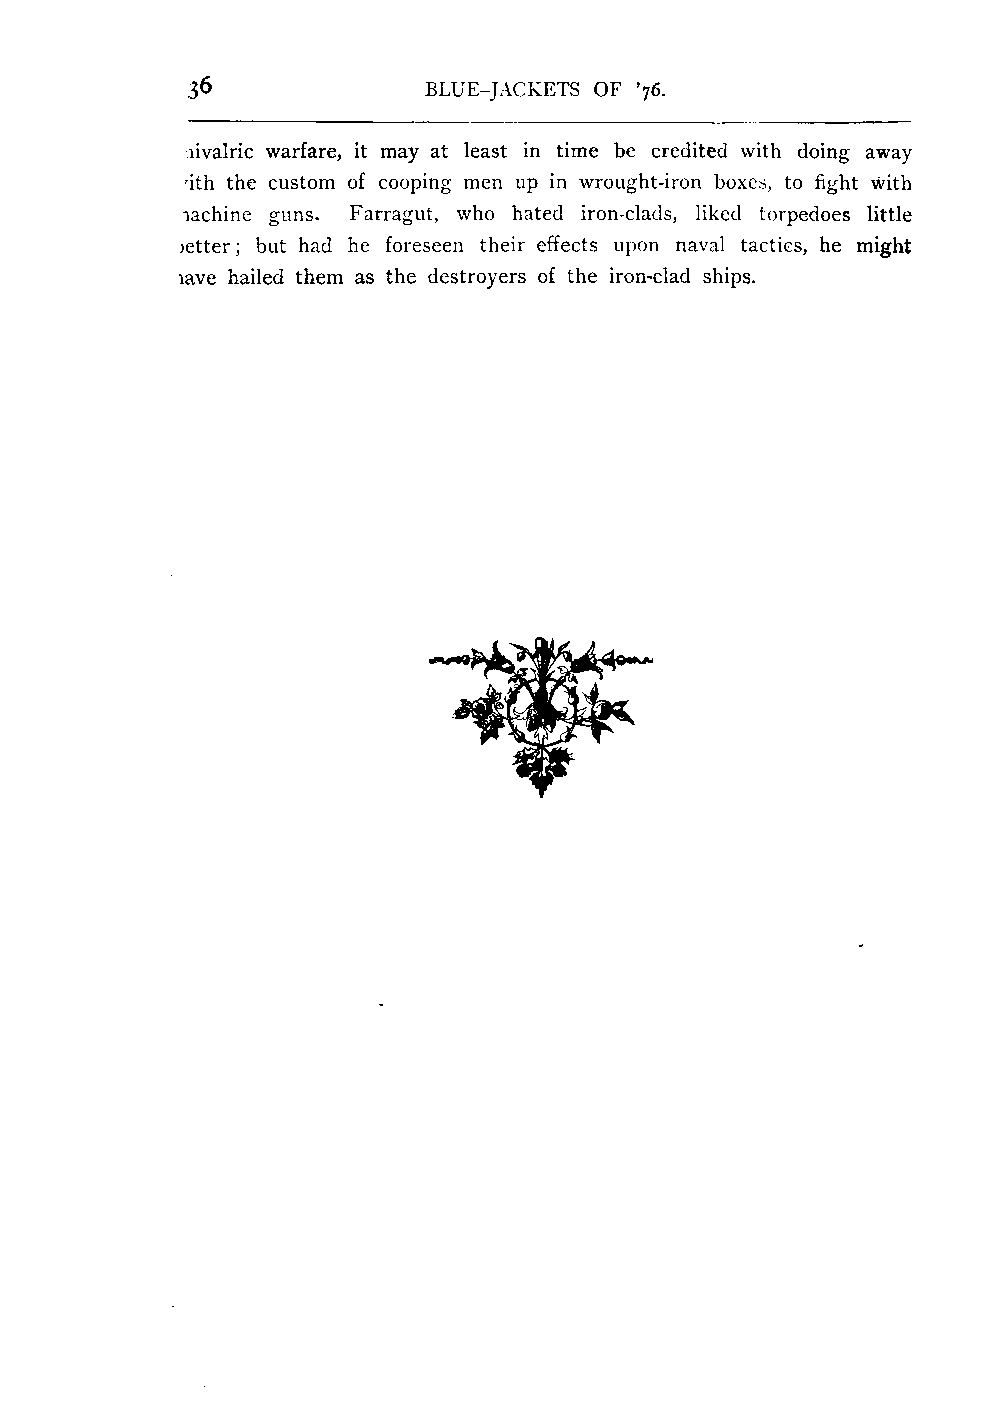 36 BLUE-JACKETS OF '76.
ivalric warfare, it may at least in time be credited with doing away
ith the custom of cooping men up in wrought-iron boxes, to fight with
achine guns. Farragut, who hated iron-clads, liked torpedoes little
etter; but had he foreseen their effects upon naval tactics, he might
ave hailed them as the destroyers of the iron-clad ships.